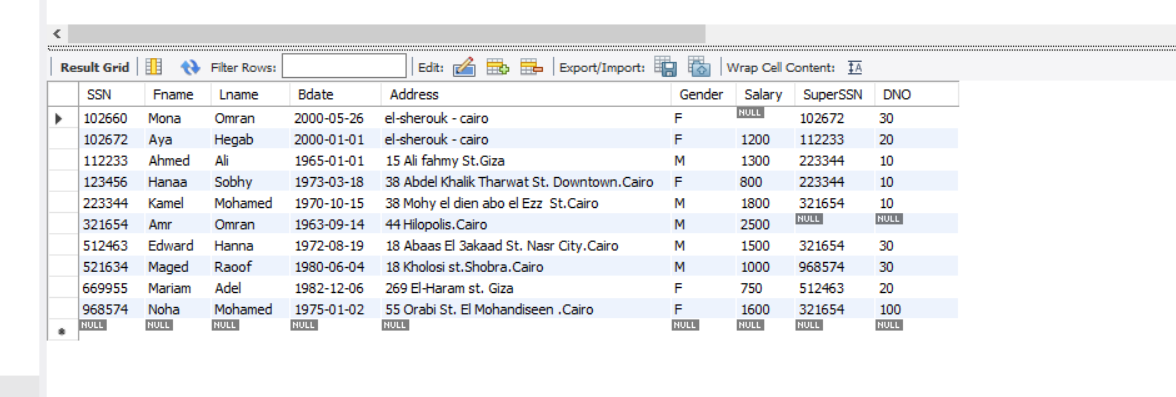 Result Grid Filter Rows: Edit: Export/Import: Wrap Cell Content: IA
SSN Fname Lname Bdate Address Gender Salary SuperSSN DNO
102660 Mona Omran 2000-05-26 el-sherouk - cairo F NULL 102672 30
102672 Aya Hegab 2000-01-01 el-sherouk - cairo F 1200 112233 20
112233 Ahmed Ali 1965-01-01 15 Ali fahmy St.Giza M 1300 223344 10
123456 Hanaa Sobhy 1973-03-18 38 Abdel Khalik Tharwat St. Downtown.Cairo F 800 223344 10
223344 Kamel Mohamed 1970-10-15 38 Mohy el dien abo el Ezz St.Cairo M 1800 321654 10
321654 Amr Omran 1963-09-14 44 Hilopolis.Cairo M 2500 NULL NULL
512463 Edward Hanna 1972-08-19 18 Abaas El 3akaad St. Nasr City.Cairo M 1500 321654 30
521634 Maged Raoof 1980-06-04 18 Kholosi st.Shobra.Cairo M 1000 968574 30
669955 Mariam Adel 1982-12-06 269 El-Haram st. Giza F 750 512463 20
968574 Noha Mohamed 1975-01-02 55 Orabi St. El Mohandiseen .Cairo F 1600 321654 100
NULL NULL NULL NULL NULL NULL NULL NULL NULL